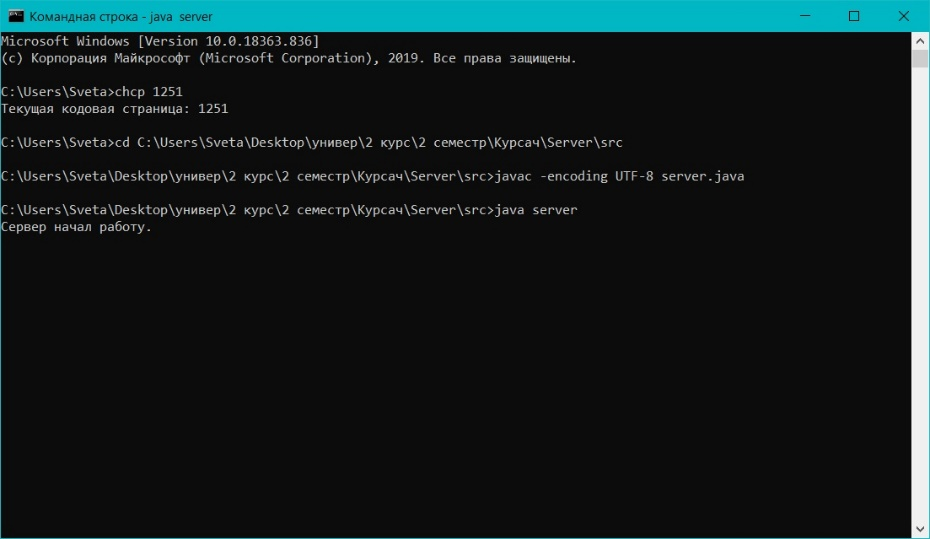 Командная строка - java  server
Microsoft Windows [Version 10.0.18363.836]
(c) Корпорация Майкрософт (Microsoft Corporation), 2019. Все права защищены.
C:\Users\Sveta>chcp 1251
Текущая кодовая страница: 1251
C:\Users\Sveta>cd C:\Users\Sveta\Desktop\универ\2 курс\2 семестр\Курсач\Server\src
C:\Users\Sveta\Desktop\универ\2 курс\2 семестр\Курсач\Server\src>javac -encoding UTF-8 server.java
C:\Users\Sveta\Desktop\универ\2 курс\2 семестр\Курсач\Server\src>java server
Сервер начал работу.